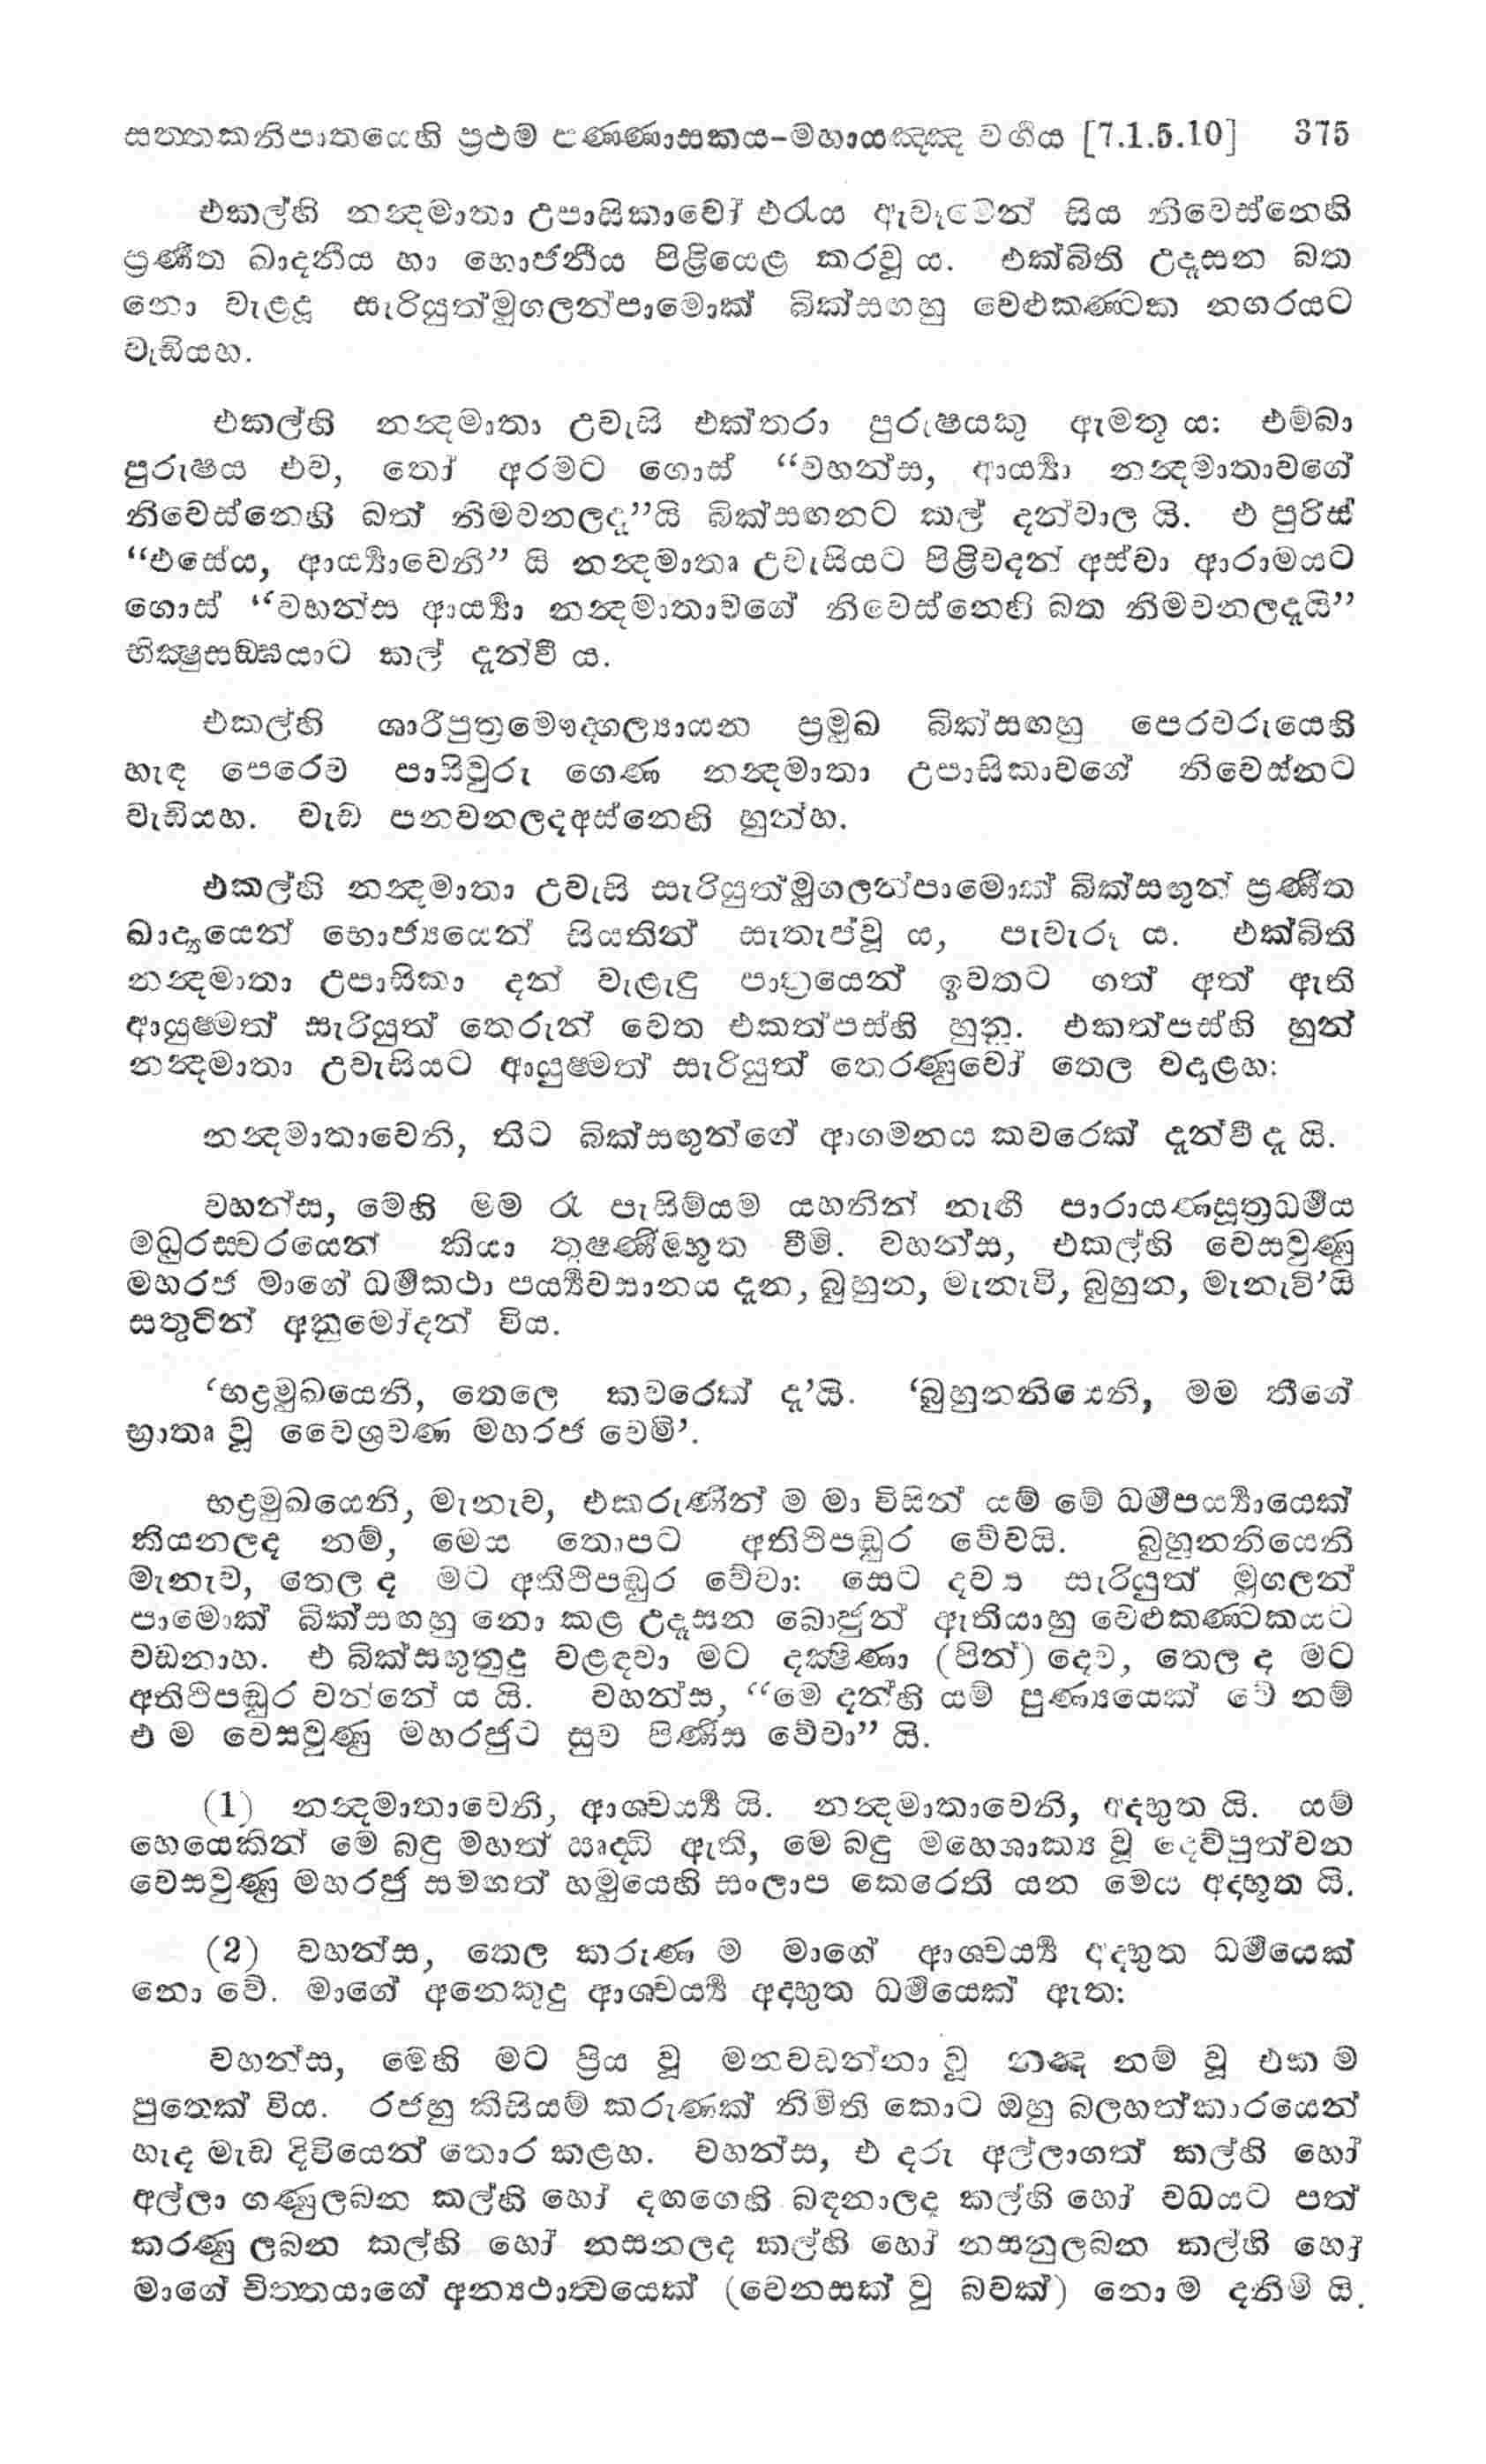 සත්තකනිපාතයෙහි ප්‍රථම පණ්ණාසකය-මහායඤ්ඤ වර්ගය [7.1.5.10] 375
එකල්හි නන්‍දමාතා උපාසිකාවෝ එරැය ඇවෑමෙන් සිය නිවෙස්නෙහි
ප්‍රණීත ඛාදනීය හා භොජනීය පිළියෙළ කරවූ ය. එක්බිති උදෑසන බත
නො වැළඳූ සැරියුත්මුගලන්පාමොක් බික්සඟහු වෙළුකණ්ටක නගරයට
වැඩියහ.
එකල්හි නන්‍දමාතා උවැසි එක්තරා පුරුෂයකු ඇමතූ ය: එම්බා
පුරුෂය එව, තෝ අරමට ගොස් “වහන්ස, ආර්‍ය්‍යා නන්‍දමාතාවගේ
නිවෙස්නෙහි බත් නිමවනලදැ”යි බික්සඟනට කල් දන්වාල යි. එ පුරිස්
“එසේය, ආර්‍ය්‍යාවෙනි” යි නන්‍දමාතෘ උවැසියට පිළිවදන් අස්වා ආරාමයට
ගොස් “වහන්ස ආර්‍ය්‍යා නන්‍දමාතාවගේ නිවෙස්නෙහි බත නිමවනලදැයි”
භික්‍ෂුසඞ්ඝයාට කල් දැන්වී ය.
එකල්හි ශාරීපුත්‍රමෞද්ගල්‍යායන ප්‍රමුඛ බික්සඟහු පෙරවරුයෙහි
හැඳ පෙරෙව පාසිවුරු ගෙණ නන්‍දමාතා උපාසිකාවගේ නිවෙස්නට
වැඩියහ. වැඩ පනවනලදඅස්නෙහි හුන්හ.
එකල්හි නන්‍දමාතා උවැසි සැරියුත්මුගලන්පාමොක් බික්සඟුන් ප්‍රණීත
ඛාද්‍යයෙන් භොජ්‍යයෙන් සියතින් සැතැප්වූ ය, පැවැරූ ය. එක්බිති
නන්‍දමාතා උපාසිකා දන් වැළැඳූ පාත්‍රයෙන් ඉවතට ගත් අත් ඇති
ආයුෂ්මත් සැරියුත් තෙරුන් වෙත එකත්පස්හි හුනූ. එකත්පස්හි හුන්
නන්‍දමාතා උවැසියට ආයුෂ්මත් සැරියුත් තෙරණුවෝ තෙල වදාළහ:
නන්‍දමාතාවෙනි, තිට බික්සඟුන්ගේ ආගමනය කවරෙක් දැන්වී දැ යි.
වහන්ස, මෙහි මම රෑ පැසිම්යම යහනින් නැඟී පාරායණසූත්‍රධර්‍මය
මධුරස්වරයෙන් කියා තූෂ්ණීම්භූත වීමි. වහන්ස, එකල්හි වෙසවුණු
මහරජ මාගේ ධර්‍මකථා පර්‍ය්‍යවසානය දැන, බුහුන, මැනැවි, බුහුන, මැනැවි’යි
සතුටින් අනුමෝදන් විය.
‘භද්‍රමුඛයෙනි, තෙලෙ කවරෙක් දැ’යි. ‘බුහුනනියෙනි, මම තීගේ
භ්‍රාතෘ වූ වෛශ්‍රවණ මහරජ වෙමි’.
භද්‍රමුඛයෙනි, මැනැව, එකරුණින් ම මා විසින් යම් මේ ධර්‍මපර්‍ය්‍යායෙක්
කියනලද නම්, මෙය තොපට අතිථිපඬුර වේවයි. බුහුනනියෙනි
මැනැව, තෙල ද මට අතිථිපඬුර වේවා: සෙට දවස සැරියුත් මුගලන්
පාමොක් බික්සඟහු නො කළ උදෑසන බොජුන් ඇතියාහු වෙළුකණ්ටකයට
වඩනාහ. එ බික්සඟුනුදු වළඳවා මට දක්‍ෂිණා (පින්) දෙව, තෙල ද මට
අතිථිපඬුර වන්නේ ය යි. වහන්ස, “මෙ දන්හි යම් පුණ්‍යයෙක් වේ නම්
එ ම වෙසවුණු මහරජුට සුව පිණිස වේවා” යි.
(1) නන්‍දමාතාවෙනි, ආශ්චර්‍ය්‍ය යි. නන්‍දමාතාවෙනි, අද්භුත යි. යම්
හෙයෙකින් මෙ බඳු මහත් ඍද්ධි ඇති, මෙ බඳු මහෙශාක්‍ය වූ දෙව්පුත්වන
වෙසවුණු මහරජු සමහත් හමුයෙහි සංලාප කෙරෙති යන මෙය අද්භූත යි.
(2) වහන්ස, තෙල කරුණ ම මාගේ ආශ්චර්‍ය්‍ය අද්භුත ධර්‍මයෙක්
නො වේ. මාගේ අනෙකුදු ආශ්චර්‍ය්‍ය අද්භුත ධර්‍මයෙක් ඇත:
වහන්ස, මෙහි මට ප්‍රිය වූ මනවඩන්නා වූ නන්‍ද නම් වූ එක ම
පුතෙක් විය. රජහු කිසියම් කරුණක් නිමිති කොට ඔහු බලහත්කාරයෙන්
හැද මැඩ දිවියෙන් තොර කළහ. වහන්ස, එ දරු අල්ලාගත් කල්හි හෝ
අල්ලා ගණුලබන කල්හි හෝ දඟගෙහි බඳනාලද කල්හි හෝ වධයට පත්
කරණු ලබන කල්හි හෝ නසනලද කල්හි හෝ නසනුලබන කල්හි හෝ
මාගේ චිත්තයාගේ අන්‍යථාත්වයෙක් (වෙනසක් වූ බවක්) නො ම දනිමි යි.